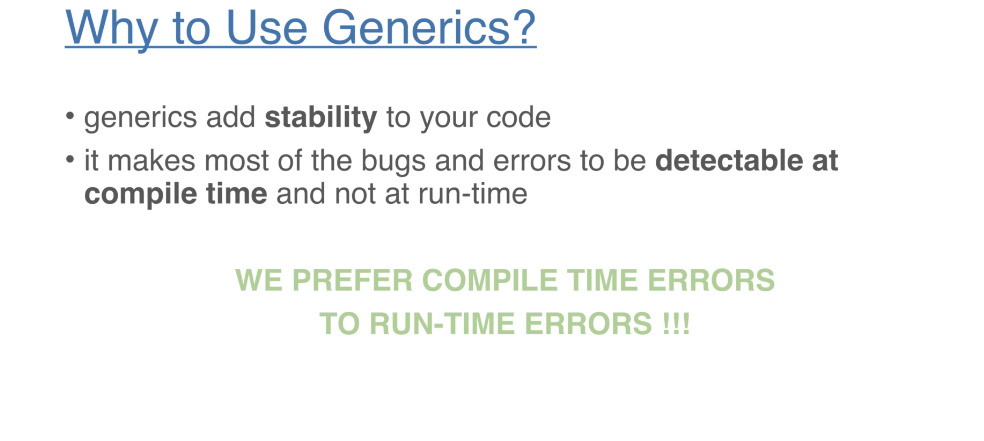 Why to Use Generics?
• generics add stability to your code
• it makes most of the bugs and errors to be detectable at
compile time and not at run-time
WE PREFER COMPILE TIME ERRORS
TO RUN-TIME ERRORS !!!